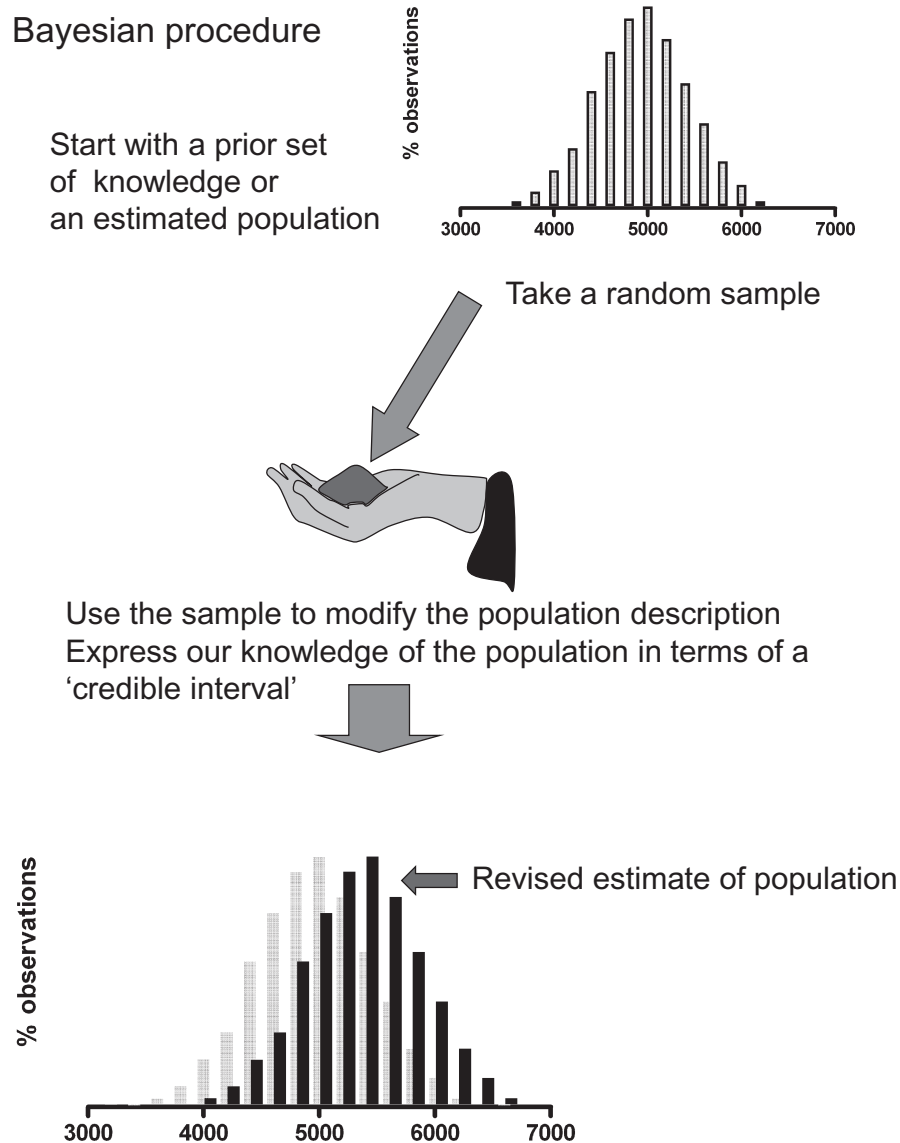 Bayesian procedure
% observations
Start with a prior set
of knowledge or
an estimated population
3000 4000 5000 6000 7000
Take a random sample
Use the sample to modify the population description
Express our knowledge of the population in terms of a
‘credible interval’
% observations
Revised estimate of population
3000 4000 5000 6000 7000